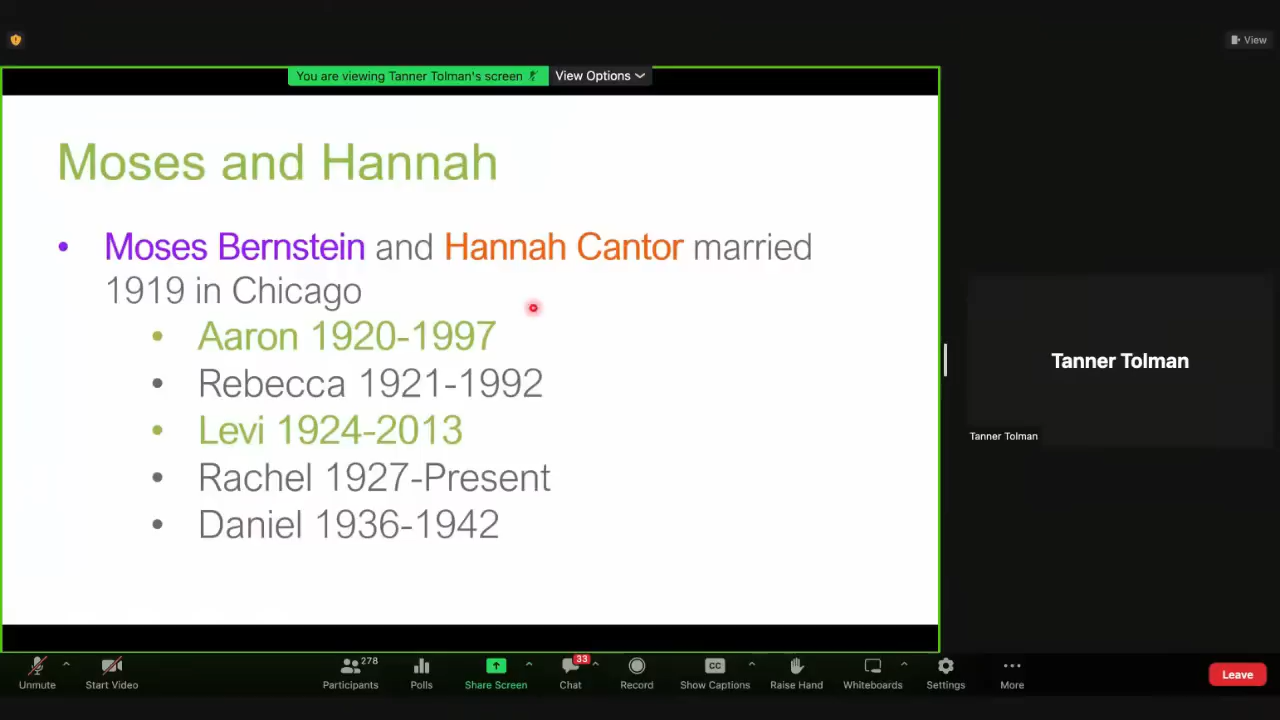 View
You are viewing Tanner Tolman's screen
View Options
Moses and Hannah
• Moses Bernstein and Hannah Cantor married
1919 in Chicago
• Aaron 1920-1997
• Rebecca 1921-1992
• Levi 1924-2013
• Rachel 1927-Present
• Daniel 1936-1942
Tanner Tolman
Tanner Tolman
278
33
CC
Unmute
Start Video
Participants
Polls
Share Screen
Chat
Record
Show Captions
Raise Hand
Whiteboards
Settings
More
Leave